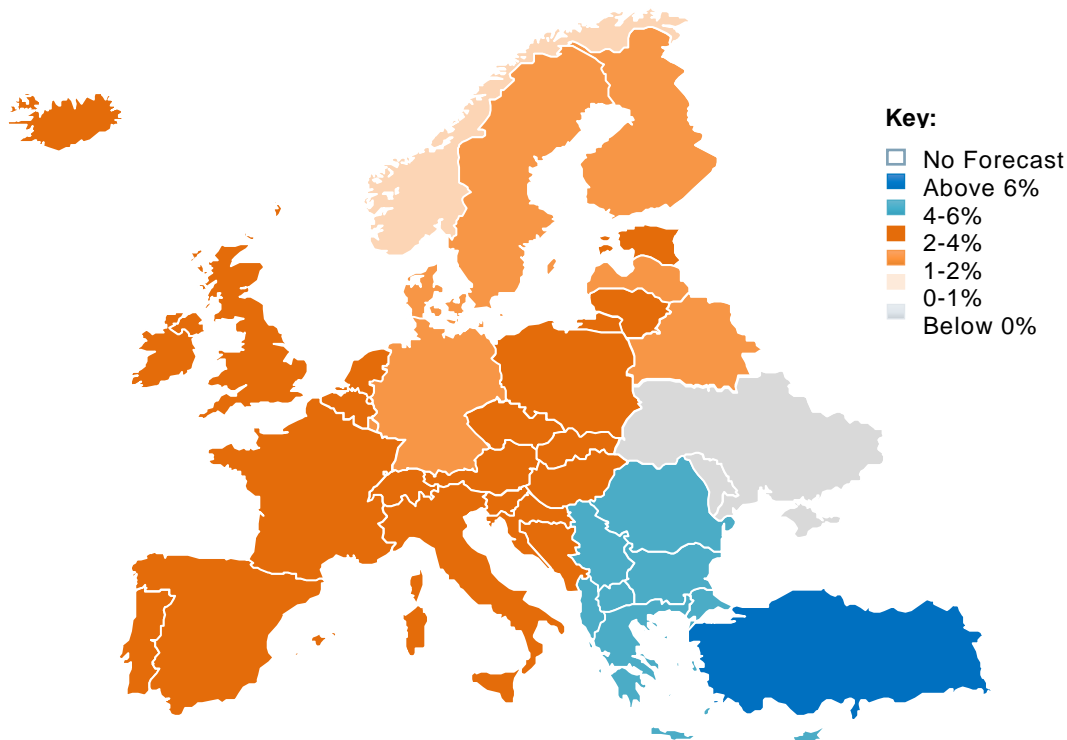 Key:
No Forecast
Above 6%
4-6%
2-4%
1-2%
0-1%
Below 0%